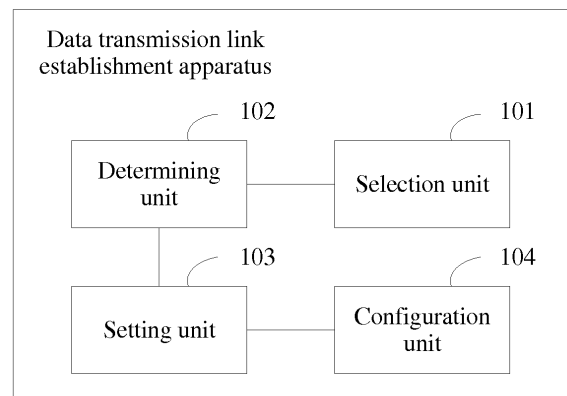 Data transmission link
establishment apparatus
102
101
Determining
unit
Selection unit
103
104
Setting unit
Configuration
unit